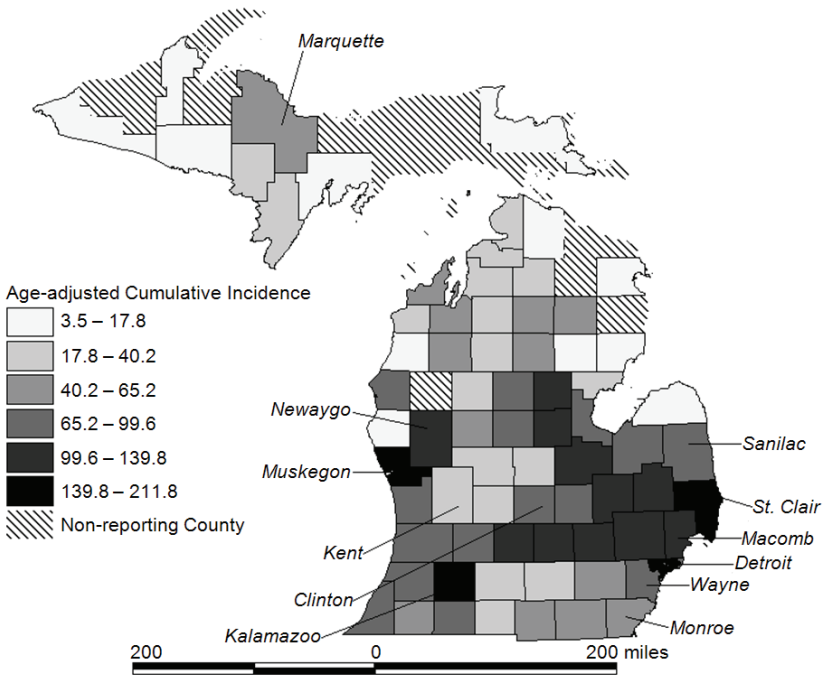 Marquette
Age-adjusted Cumulative Incidence
3.5 – 17.8
17.8 – 40.2
40.2 – 65.2
65.2 – 99.6
99.6 – 139.8
139.8 – 211.8
Non-reporting County
Newaygo
Muskegon
Kent
Clinton
Kalamazoo
Sanilac
St. Clair
Macomb
Detroit
Wayne
Monroe
200 0 200 miles